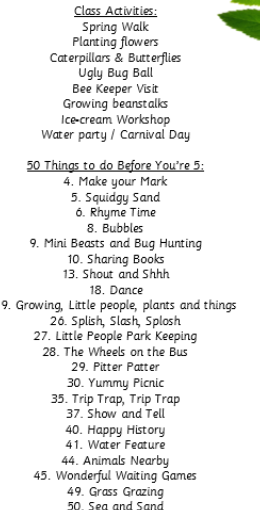 Class Activities:
Spring Walk
Planting flowers
Caterpillars & Butterflies
Ugly Bug Ball
Bee Keeper Visit
Growing beanstalks
Ice-cream Workshop
Water party / Carnival Day
50 Things to do Before You're 5:
4. Make your Mark
5. Squidgy Sand
6. Rhyme Time
8. Bubbles
9. Mini Beasts and Bug Hunting
10. Sharing Books
13. Shout and Shhh
18. Dance
9. Growing, Little people, plants and things
26. Splish, Slash, Splosh
27. Little People Park Keeping
28. The Wheels on the Bus
29. Pitter Patter
30. Yummy Picnic
35. Trip Trap, Trip Trap
37. Show and Tell
40. Happy History
41. Water Feature
44. Animals Nearby
45. Wonderful Waiting Games
49. Grass Grazing
50. Sea and Sand